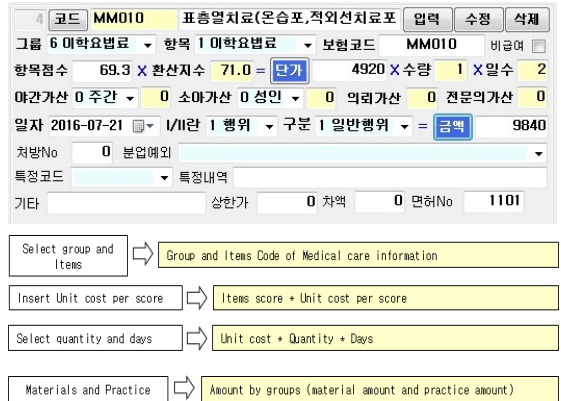 4 코드 MM010 표층열치료(온습포,적외선치료포 입력 수정 삭제
그룹 6 이학요법료 항목 1 이학요법료 보험코드 MM010 비급여
항목점수 69.3 X 환산지수 71.0 = 단가 4920 X 수량 1 X 일수 2
야간가산 0 주간 0 소아가산 0 성인 0 의뢰가산 0 전문의가산 0
일자 2016-07-21 I/II란 1 행위 구분 1 일반행위 = 금액 9840
처방No 0 분업예외
특정코드 특정내역
기타 상한가 0 차액 0 면허No 1101
Select group and
Items
Group and Items Code of Medical care information
Insert Unit cost per score
Items score * Unit cost per score
Select quantity and days
Unit cost * Quantity * Days
Materials and Practice
Amount by groups (material amount and practice amount)